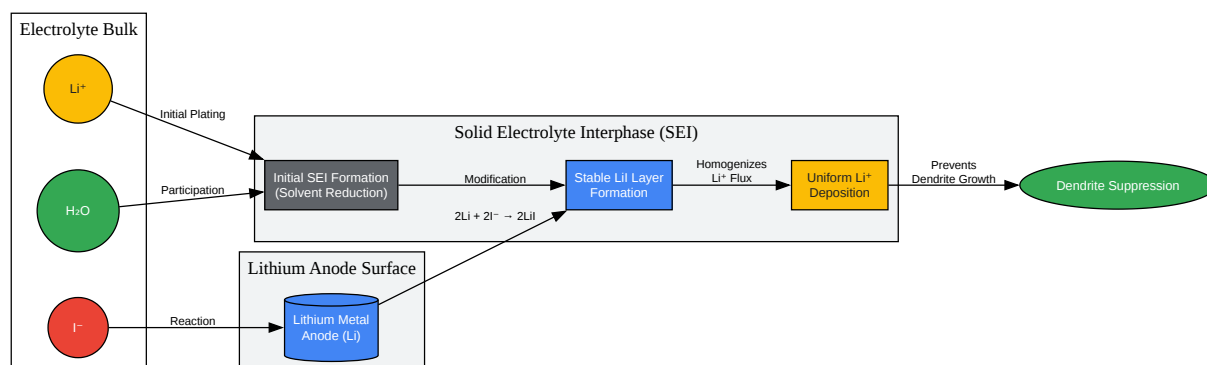 Electrolyte Bulk
Li⁺
H₂O
I⁻
Initial Plating
Participation
Reaction
Solid Electrolyte Interphase (SEI)
Initial SEI Formation
(Solvent Reduction)
Modification
2Li + 2I⁻ → 2LiI
Stable LiI Layer
Formation
Homogenizes
Li⁺ Flux
Uniform Li⁺
Deposition
Prevents
Dendrite Growth
Dendrite Suppression
Lithium Anode Surface
Lithium Metal
Anode (Li)